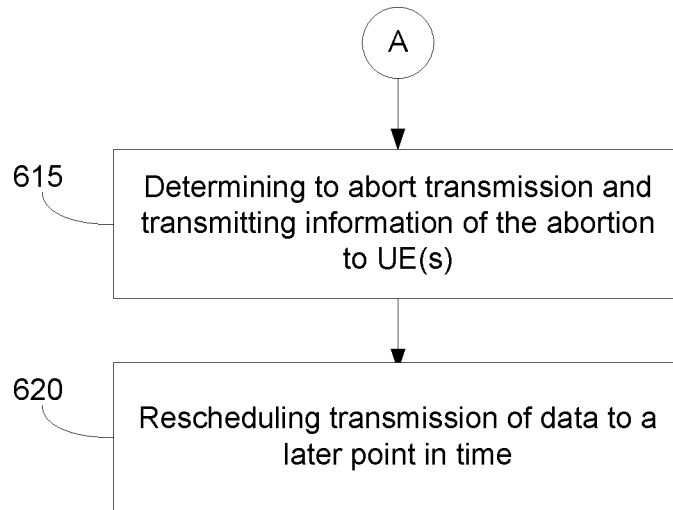 A
615
Determining to abort transmission and
transmitting information of the abortion
to UE(s)
620
Rescheduling transmission of data to a
later point in time